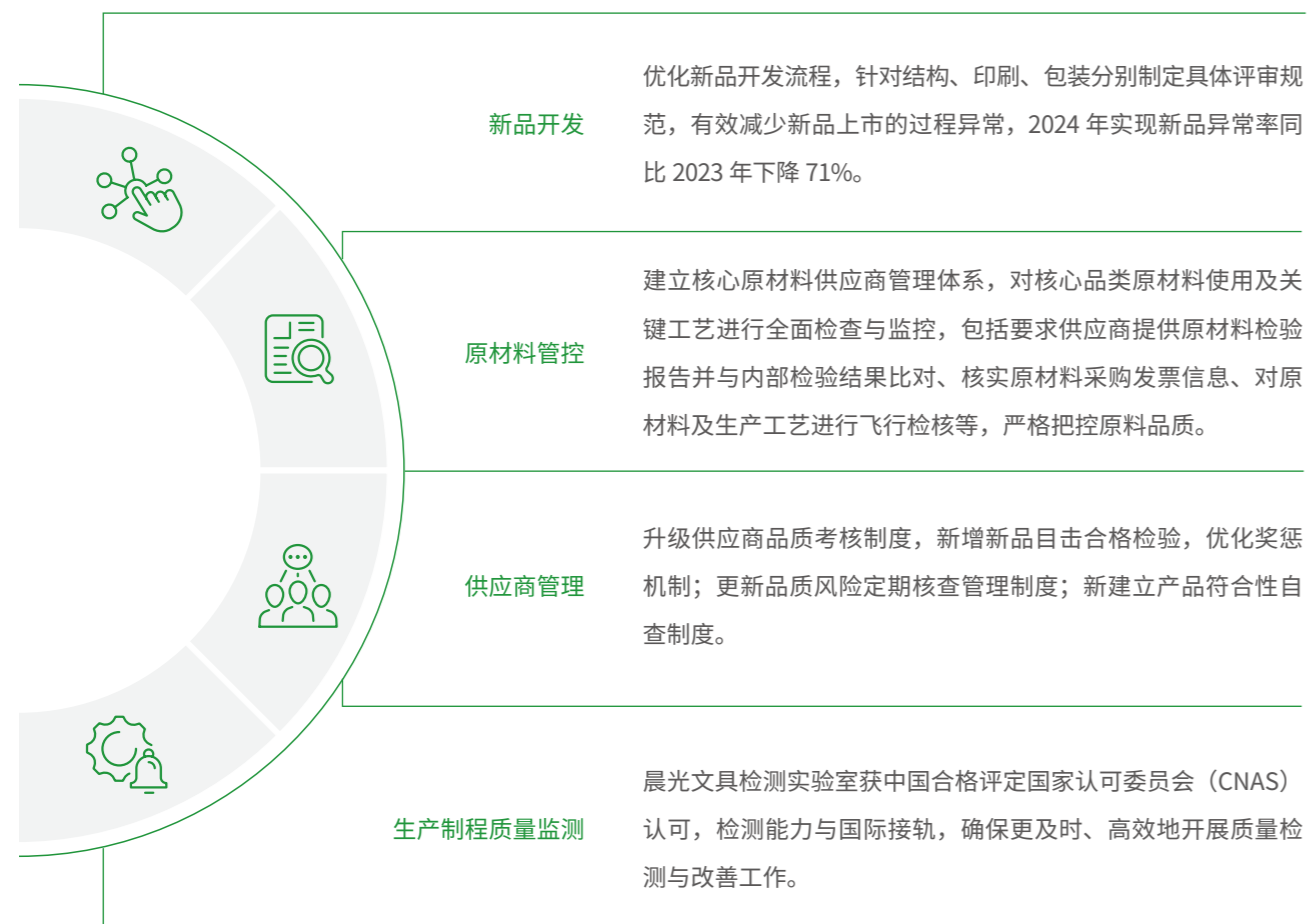 新品开发
优化新品开发流程，针对结构、印刷、包装分别制定具体评审规
范，有效减少新品上市的过程异常，2024 年实现新品异常率同
比 2023 年下降 71%。
原材料管控
建立核心原材料供应商管理体系，对核心品类原材料使用及关
键工艺进行全面检查与监控，包括要求供应商提供原材料检验
报告并与内部检验结果比对、核实原材料采购发票信息、对原
材料及生产工艺进行飞行检核等，严格把控原料品质。
供应商管理
升级供应商品质考核制度，新增新品目击合格检验，优化奖惩
机制；更新品质风险定期核查管理制度；新建立产品符合性自
查制度。
生产制程质量监测
晨光文具检测实验室获中国合格评定国家认可委员会（CNAS）
认可，检测能力与国际接轨，确保更及时、高效地开展质量检
测与改善工作。